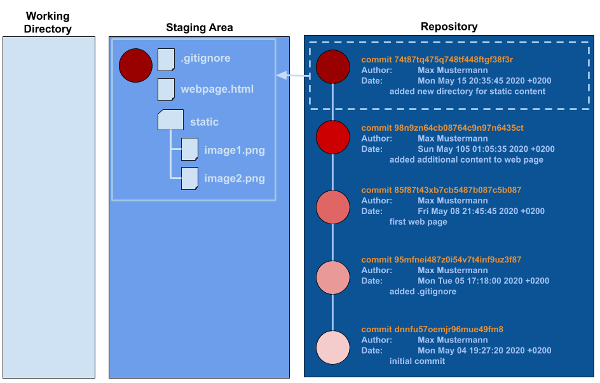 Working
Directory
Staging Area
Repository
.gitignore
webpage.html
static
image1.png
image2.png
commit 74t87tq475q748tf448ftgf38f3r
Author: Max Mustermann
Date: Mon May 15 20:35:45 2020 +0200
added new directory for static content
commit 98n9zn64cb08764c9n97n6435ct
Author: Max Mustermann
Date: Sun May 105 01:05:35 2020 +0200
added additional content to web page
commit 85f87t43xb7cb5487b087c5b087
Author: Max Mustermann
Date: Fri May 08 21:45:45 2020 +0200
first web page
commit 95mfnei487z0i54v7t4inf9uz3f87
Author: Max Mustermann
Date: Mon Tue 05 17:18:00 2020 +0200
added .gitignore
commit dnnfu57oemjr96mue49fm8
Author: Max Mustermann
Date: Mon May 04 19:27:20 2020 +0200
initial commit